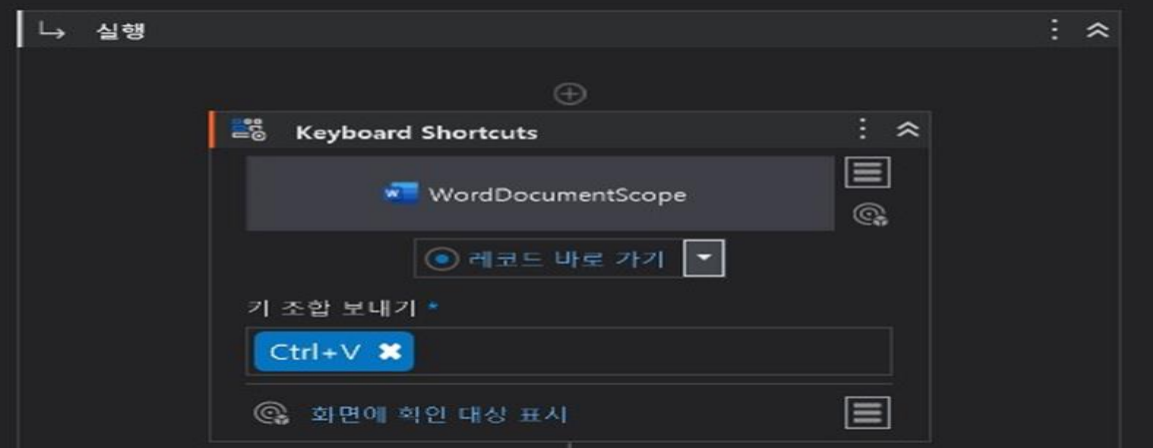 실행
Keyboard Shortcuts
WordDocumentScope
레코드 바로 가기
키 조합 보내기 *
Ctrl+V
화면에 확인 대상 표시